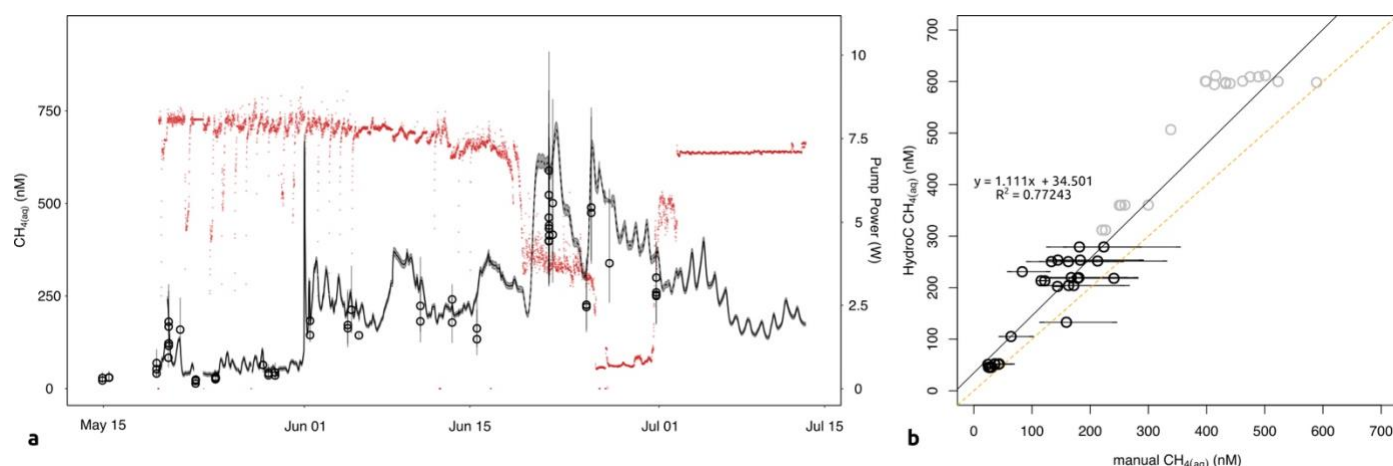 CH4(aq) (nM)
750
500
250
0
10
7.5
5
2.5
0
Pump Power (W)
May 15
Jun 01
Jun 15
Jul 01
Jul 15
a
HydroC CH4(aq) (nM)
700
600
500
400
300
200
100
0
y = 1.111x + 34.501
R² = 0.77243
0
100
200
300
400
500
600
700
manual CH4(aq) (nM)
b